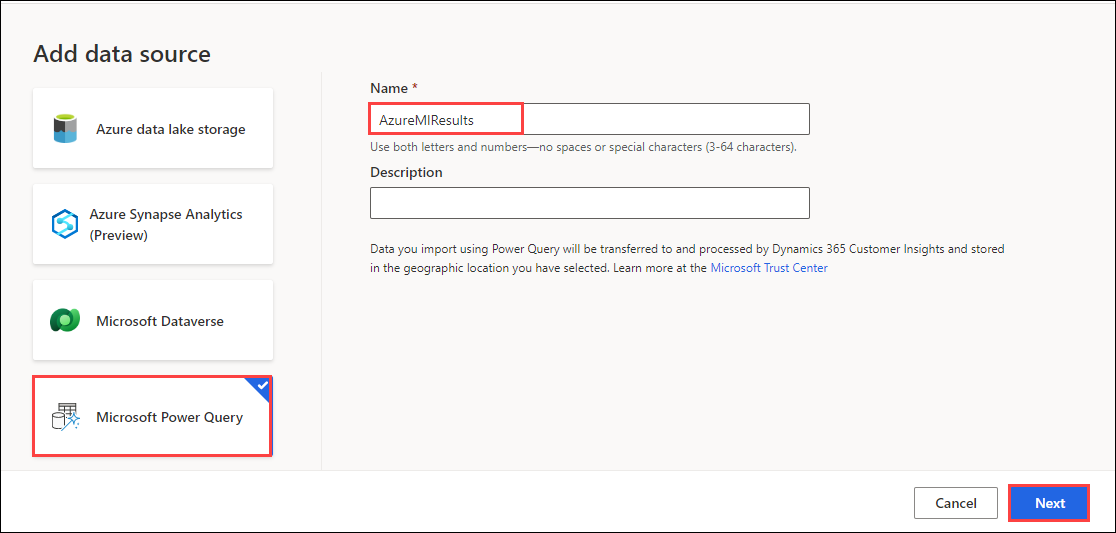 Add data source
Azure data lake storage
Azure Synapse Analytics
(Preview)
Microsoft Dataverse
Microsoft Power Query
Name *
AzureMlResults
Use both letters and numbers—no spaces or special characters (3-64 characters).
Description
Data you import using Power Query will be transferred to and processed by Dynamics 365 Customer Insights and stored
in the geographic location you have selected. Learn more at the Microsoft Trust Center
Cancel
Next